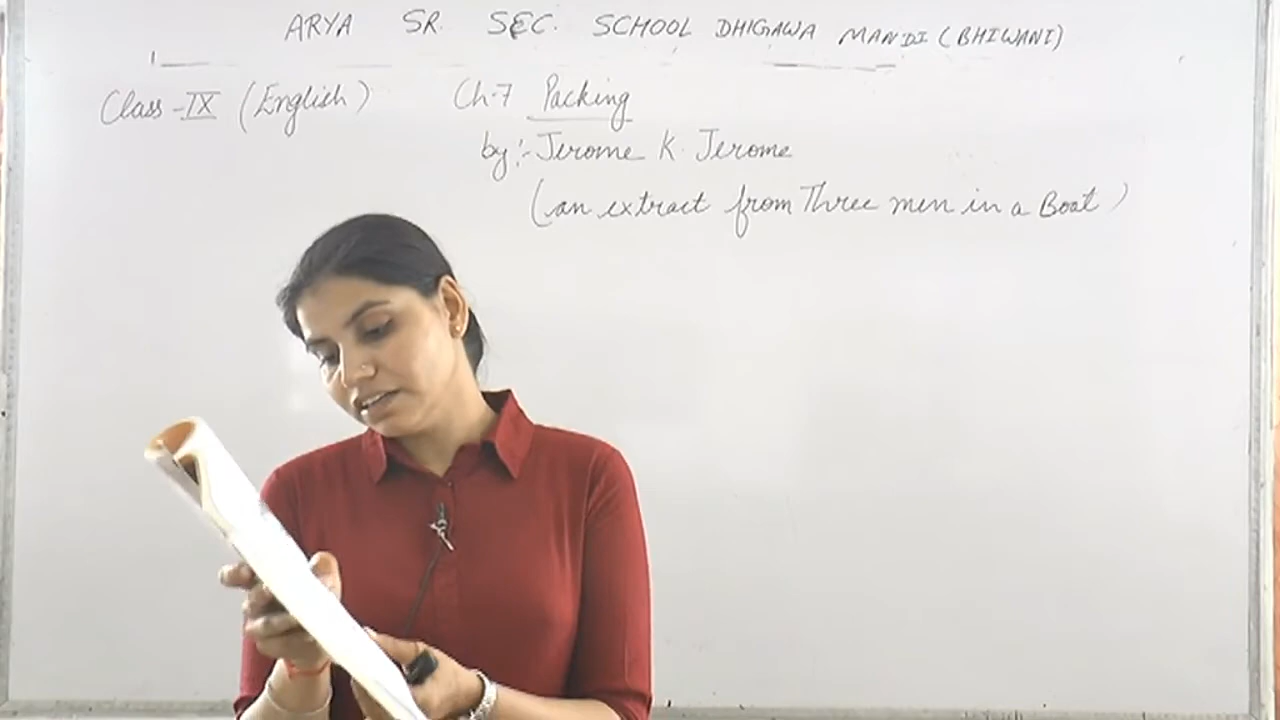 ARYA SR. SEC. SCHOOL DHIGAWA MANDI (BHIWANI)
Class-IX (English) Ch-7 Packing
by:- Jerome K. Jerome
(an extract from Three men in a Boat)